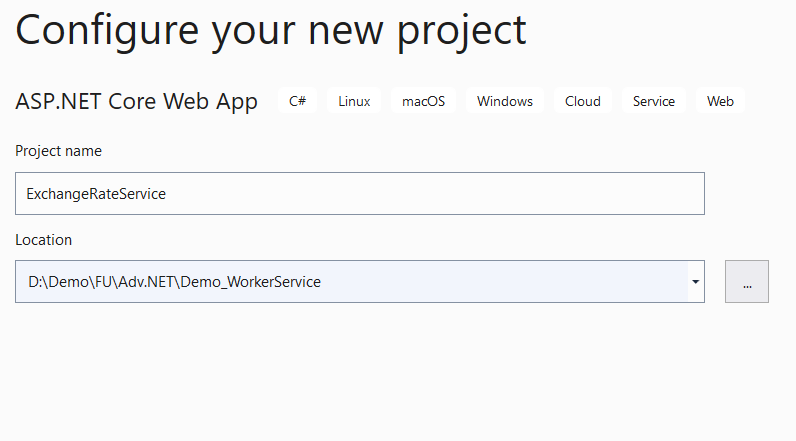 Configure your new project
ASP.NET Core Web App C# Linux macOS Windows Cloud Service Web
Project name
ExchangeRateService
Location
D:\Demo\FU\Adv.NET\Demo_WorkerService
...